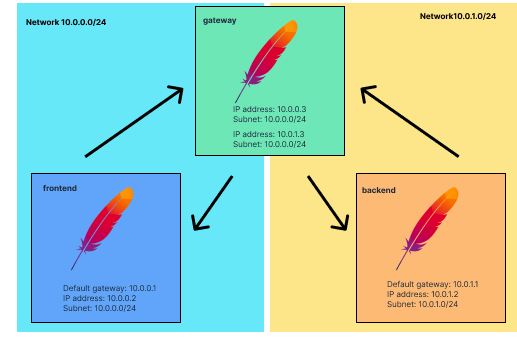 Network 10.0.0.0/24
gateway
Network10.0.1.0/24
IP address: 10.0.0.3
Subnet: 10.0.0.0/24
IP address: 10.0.1.3
Subnet: 10.0.0.0/24
frontend
Default gateway: 10.0.0.1
IP address: 10.0.0.2
Subnet: 10.0.0.0/24
backend
Default gateway: 10.0.1.1
IP address: 10.0.1.2
Subnet: 10.0.1.0/24